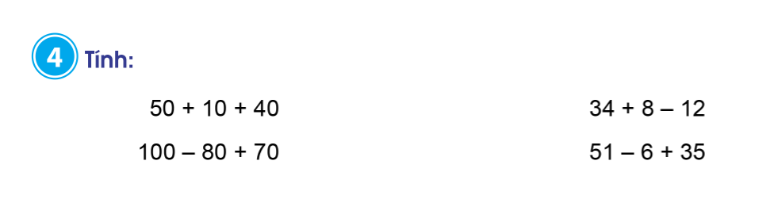 4 Tính:
50 + 10 + 40 34 + 8 – 12
100 – 80 + 70 51 – 6 + 35